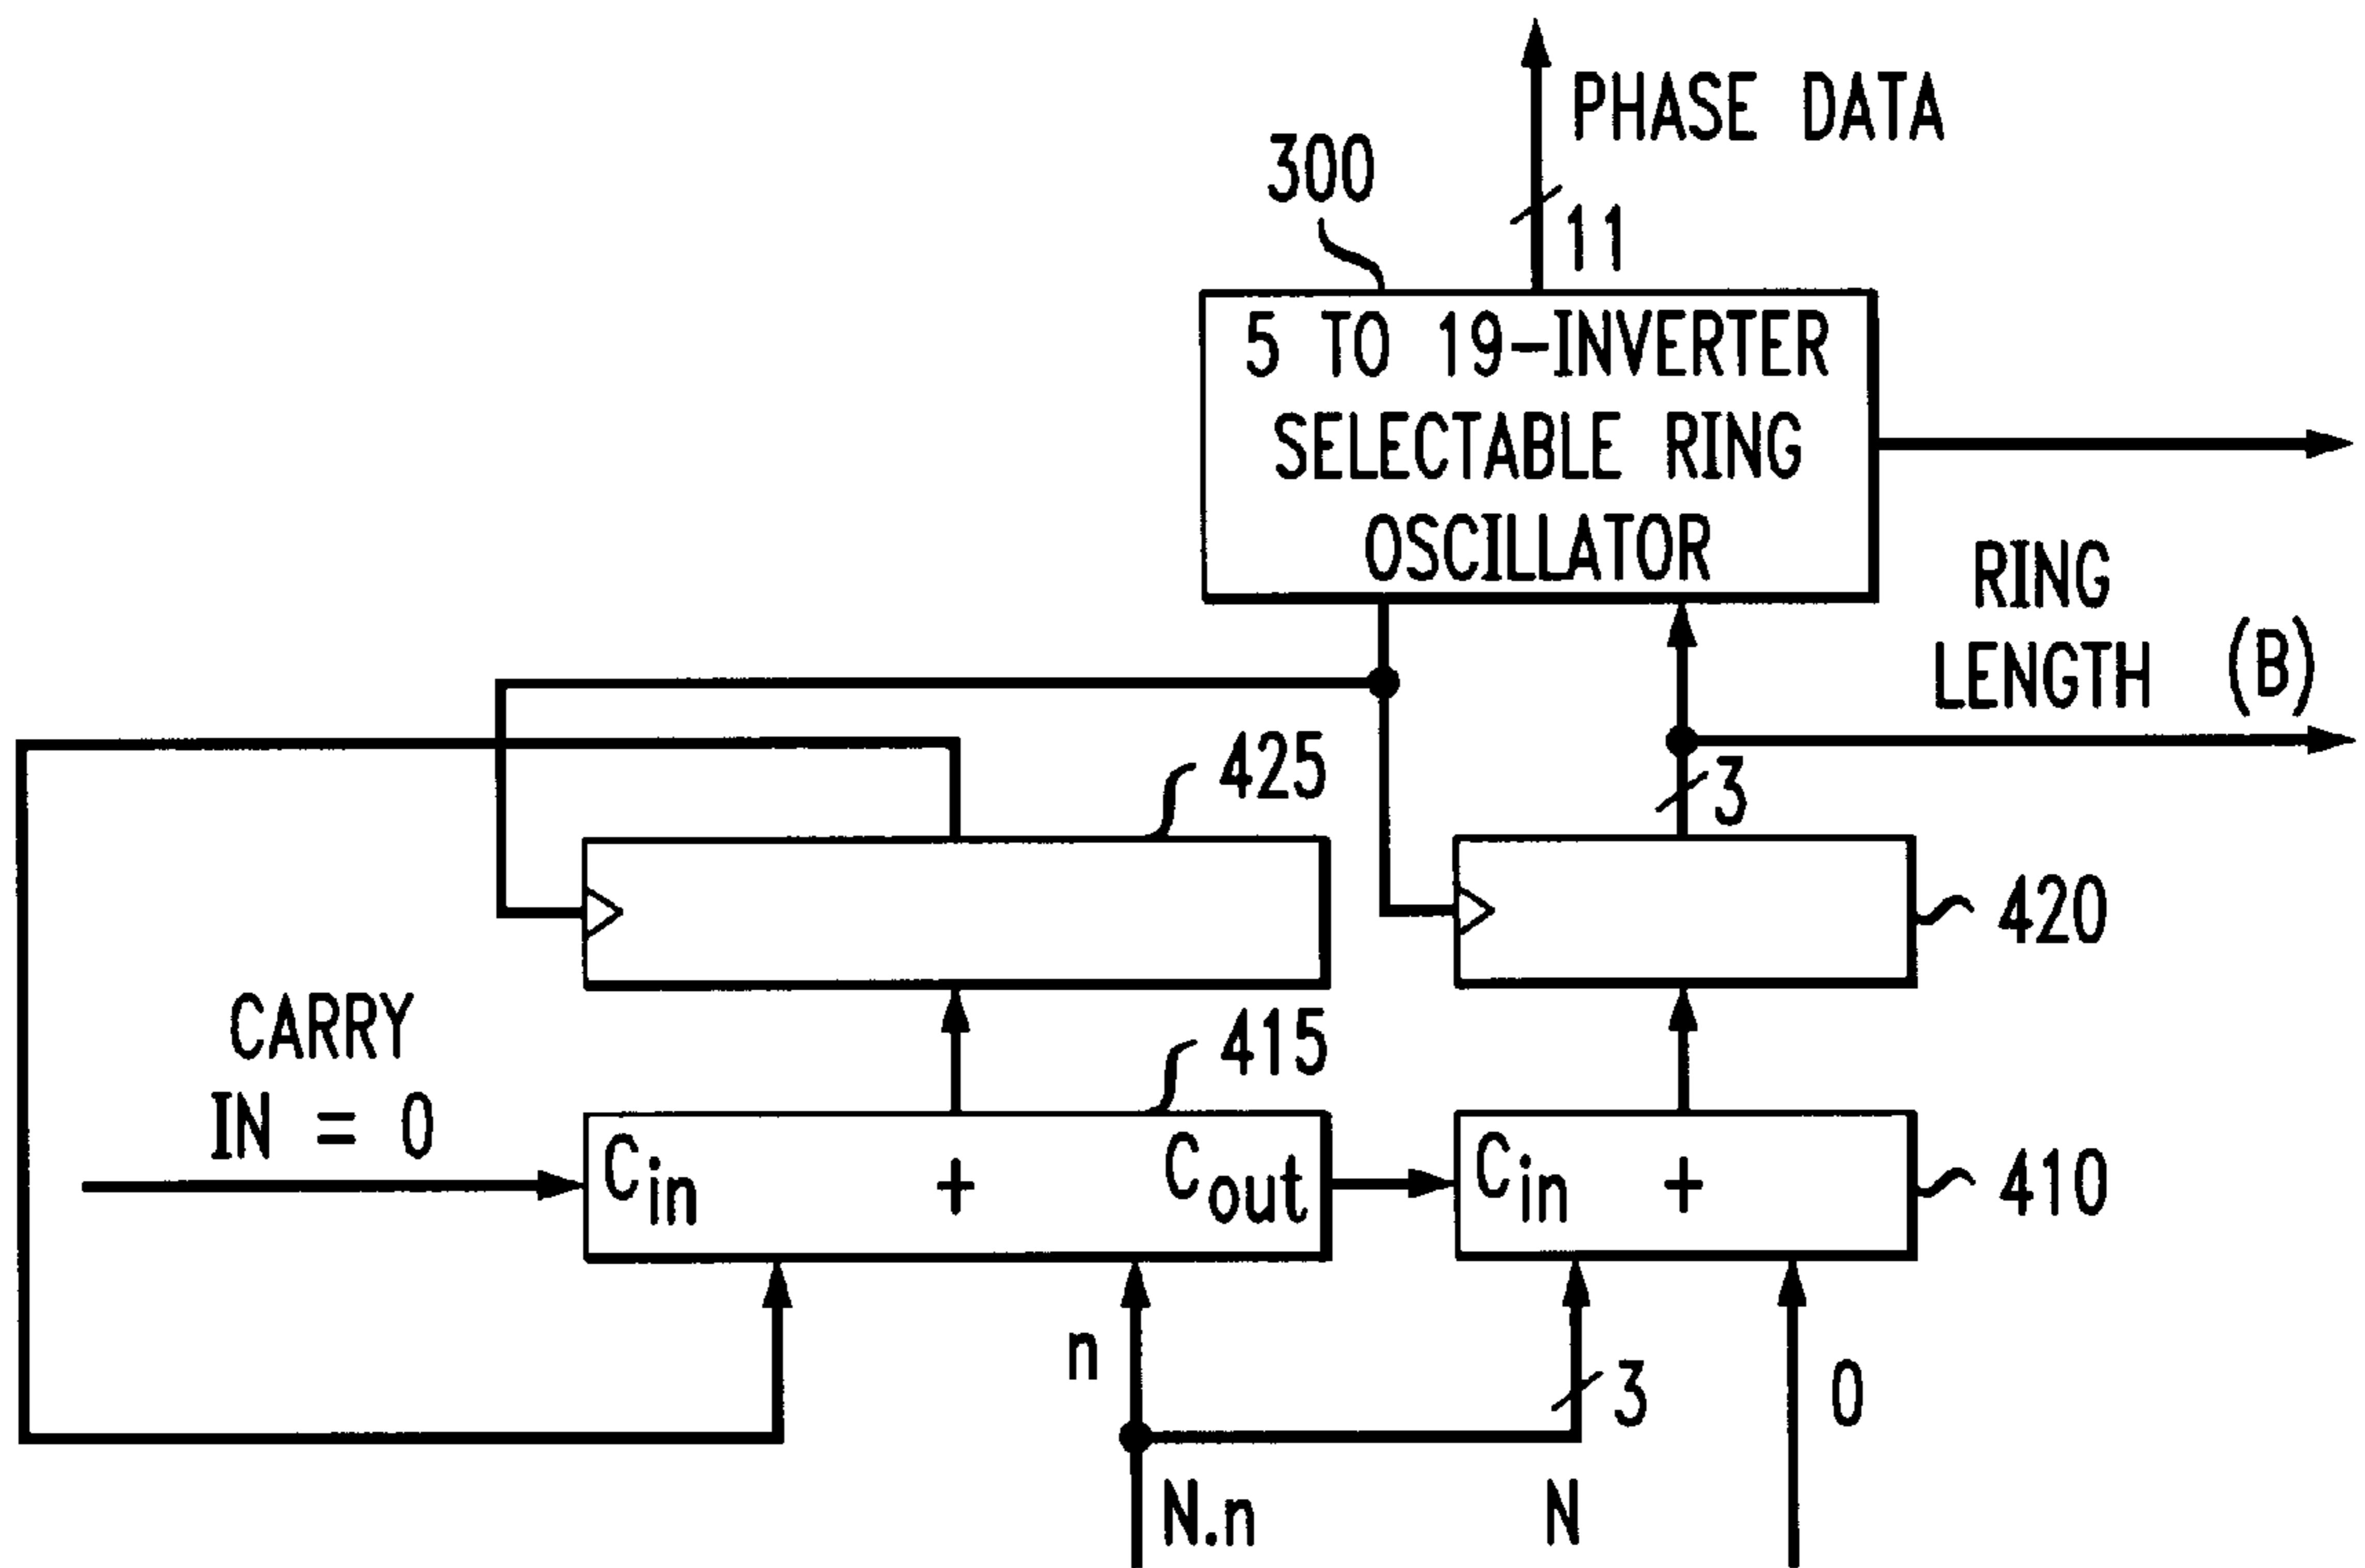 PHASE DATA
300
11
5 TO 19-INVERTER
SELECTABLE RING
OSCILLATOR
RING
LENGTH (B)
425
3
420
CARRY
IN = 0
415
Cin + Cout
Cin +
410
n
3
0
N.n
N